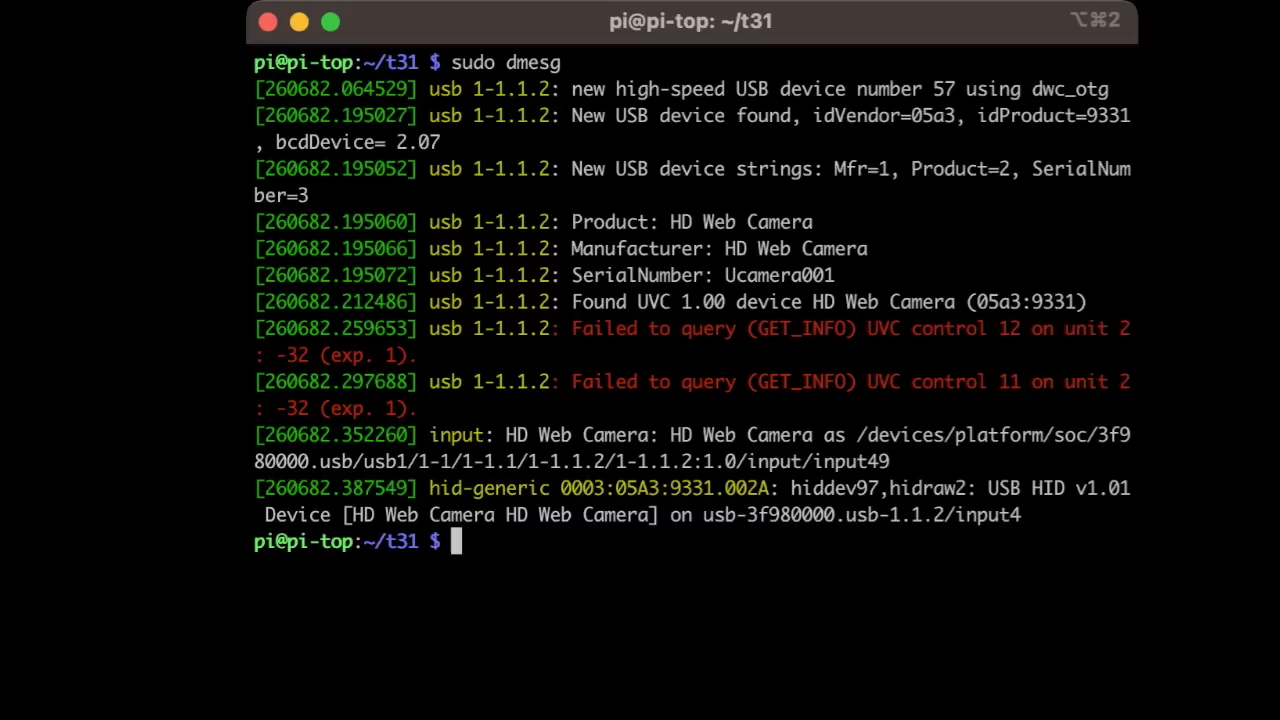 pi@pi-top: ~/t31
⌥⌘2
pi@pi-top:~/t31 $ sudo dmesg
[260682.064529] usb 1-1.1.2: new high-speed USB device number 57 using dwc_otg
[260682.195027] usb 1-1.1.2: New USB device found, idVendor=05a3, idProduct=9331
, bcdDevice= 2.07
[260682.195052] usb 1-1.1.2: New USB device strings: Mfr=1, Product=2, SerialNum
ber=3
[260682.195060] usb 1-1.1.2: Product: HD Web Camera
[260682.195066] usb 1-1.1.2: Manufacturer: HD Web Camera
[260682.195072] usb 1-1.1.2: SerialNumber: Ucamera001
[260682.212486] usb 1-1.1.2: Found UVC 1.00 device HD Web Camera (05a3:9331)
[260682.259653] usb 1-1.1.2: Failed to query (GET_INFO) UVC control 12 on unit 2
: -32 (exp. 1).
[260682.297688] usb 1-1.1.2: Failed to query (GET_INFO) UVC control 11 on unit 2
: -32 (exp. 1).
[260682.352260] input: HD Web Camera: HD Web Camera as /devices/platform/soc/3f9
80000.usb/usb1/1-1/1-1.1/1-1.1.2/1-1.1.2:1.0/input/input49
[260682.387549] hid-generic 0003:05A3:9331.002A: hiddev97,hidraw2: USB HID v1.01
 Device [HD Web Camera HD Web Camera] on usb-3f980000.usb-1.1.2/input4
pi@pi-top:~/t31 $